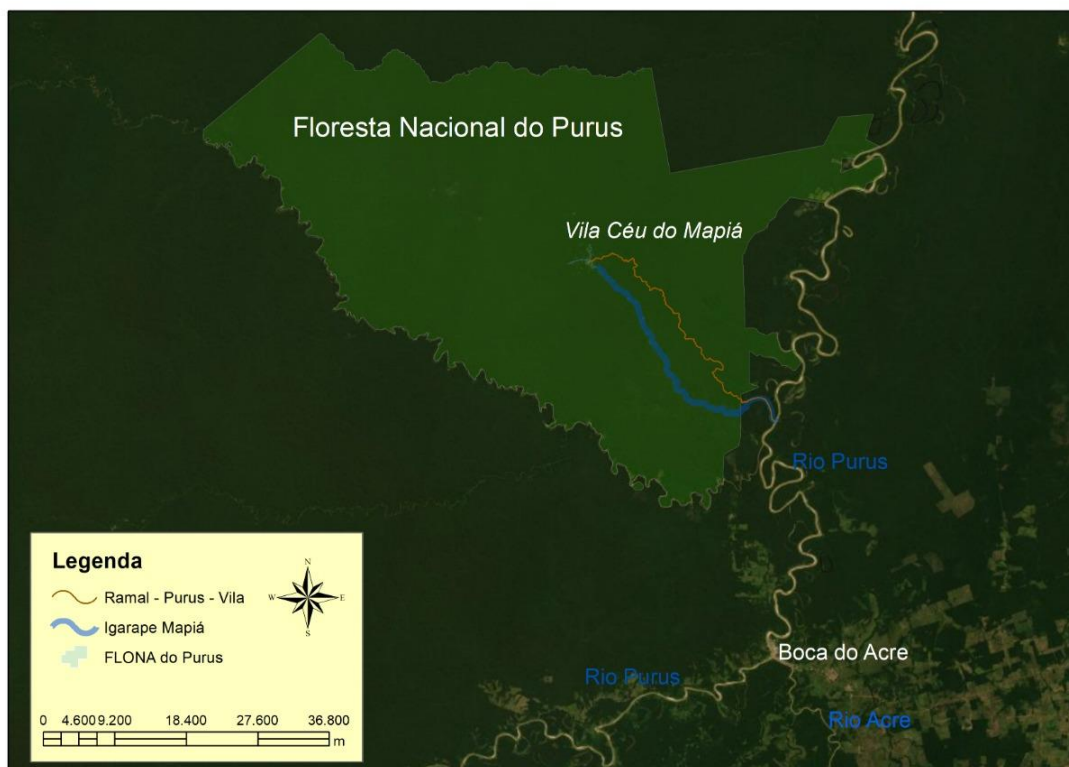 Floresta Nacional do Purus
Vila Céu do Mapiá
Rio Purus
Boca do Acre
Rio Purus
Rio Acre
Legenda
Ramal - Purus - Vila
Igarape Mapiá
FLONA do Purus
N
W E
S
0 4.600 9.200 18.400 27.600 36.800
m